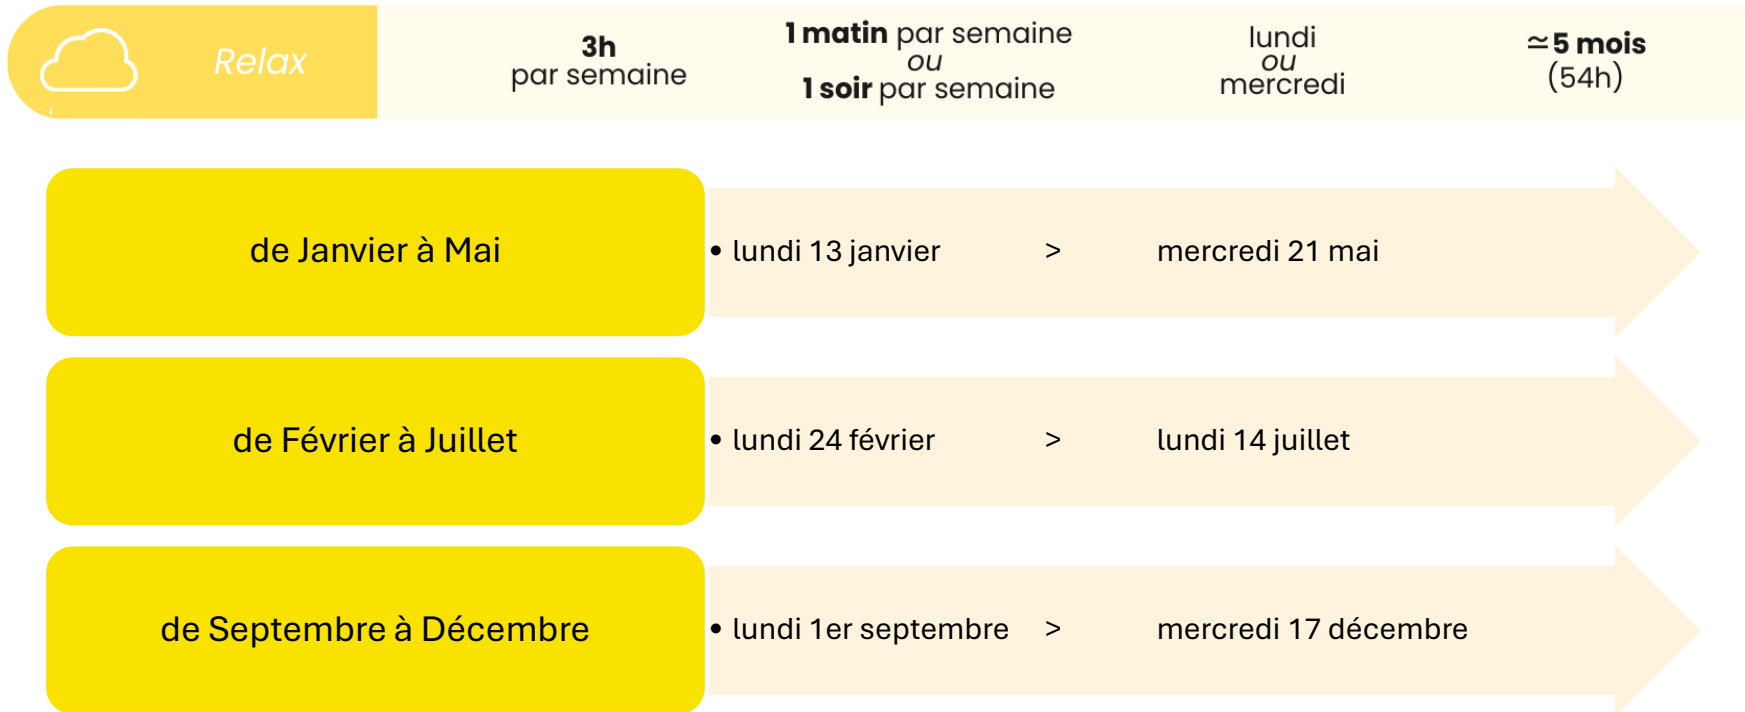 Relax
3h
par semaine
1 matin par semaine
ou
1 soir par semaine
lundi
ou
mercredi
≃5 mois
(54h)
de Janvier à Mai
• lundi 13 janvier > mercredi 21 mai
de Février à Juillet
• lundi 24 février > lundi 14 juillet
de Septembre à Décembre
• lundi 1er septembre > mercredi 17 décembre